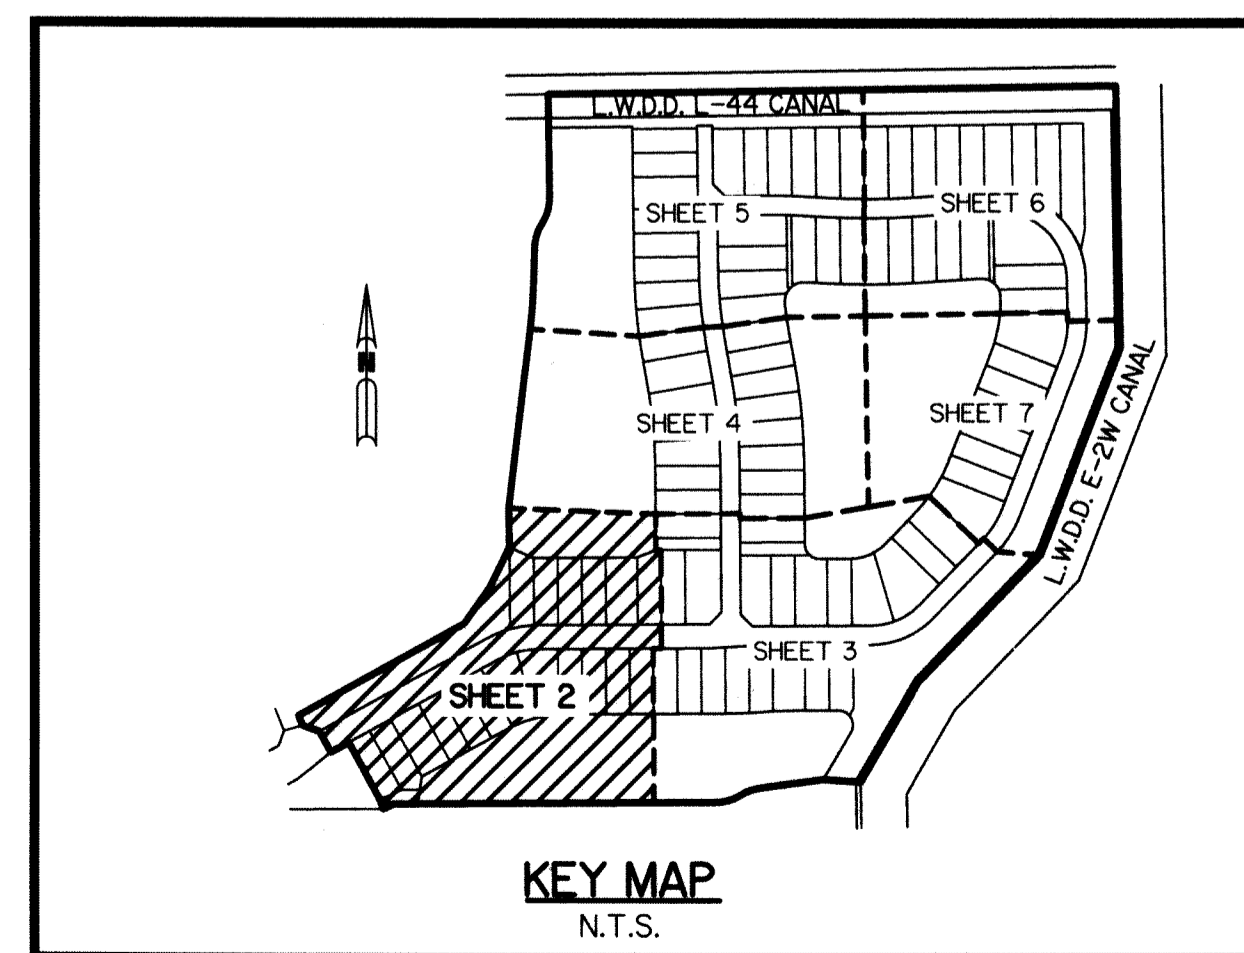 L.W.D.D. L-44 CANAL
SHEET 5
SHEET 6
N
SHEET 4
SHEET 7
L.W.D.D. E-2W CANAL
SHEET 3
SHEET 2
KEY MAP
N.T.S.